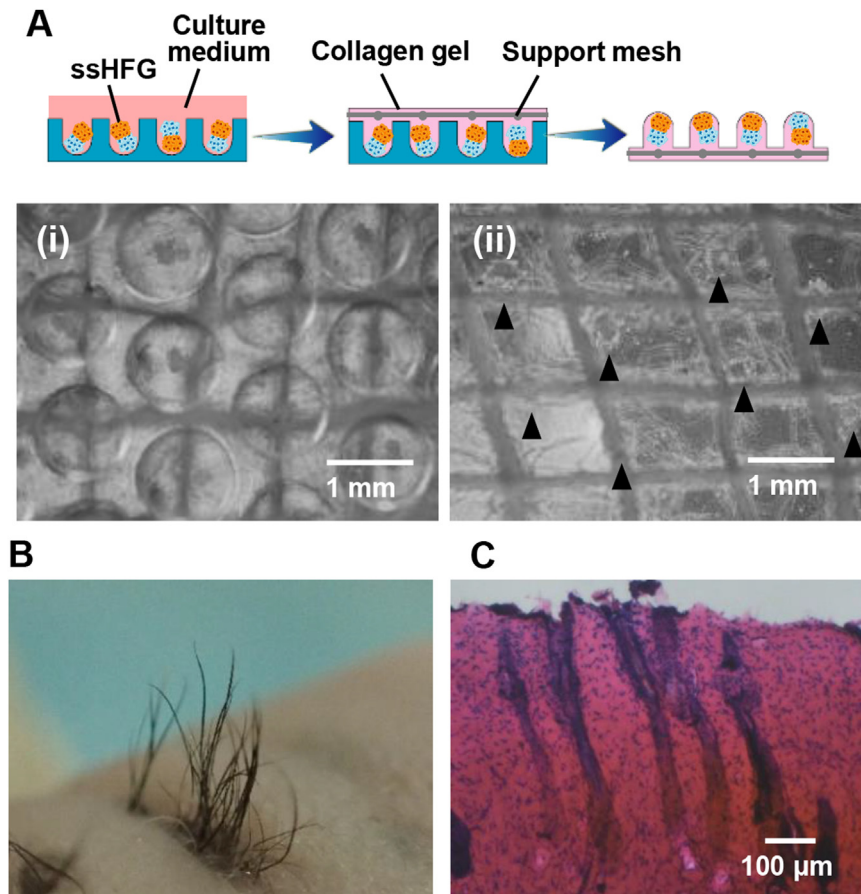 A
ssHFG
Culture
medium
Collagen gel
Support mesh
(i)
1 mm
(ii)
1 mm
B
C
100 µm